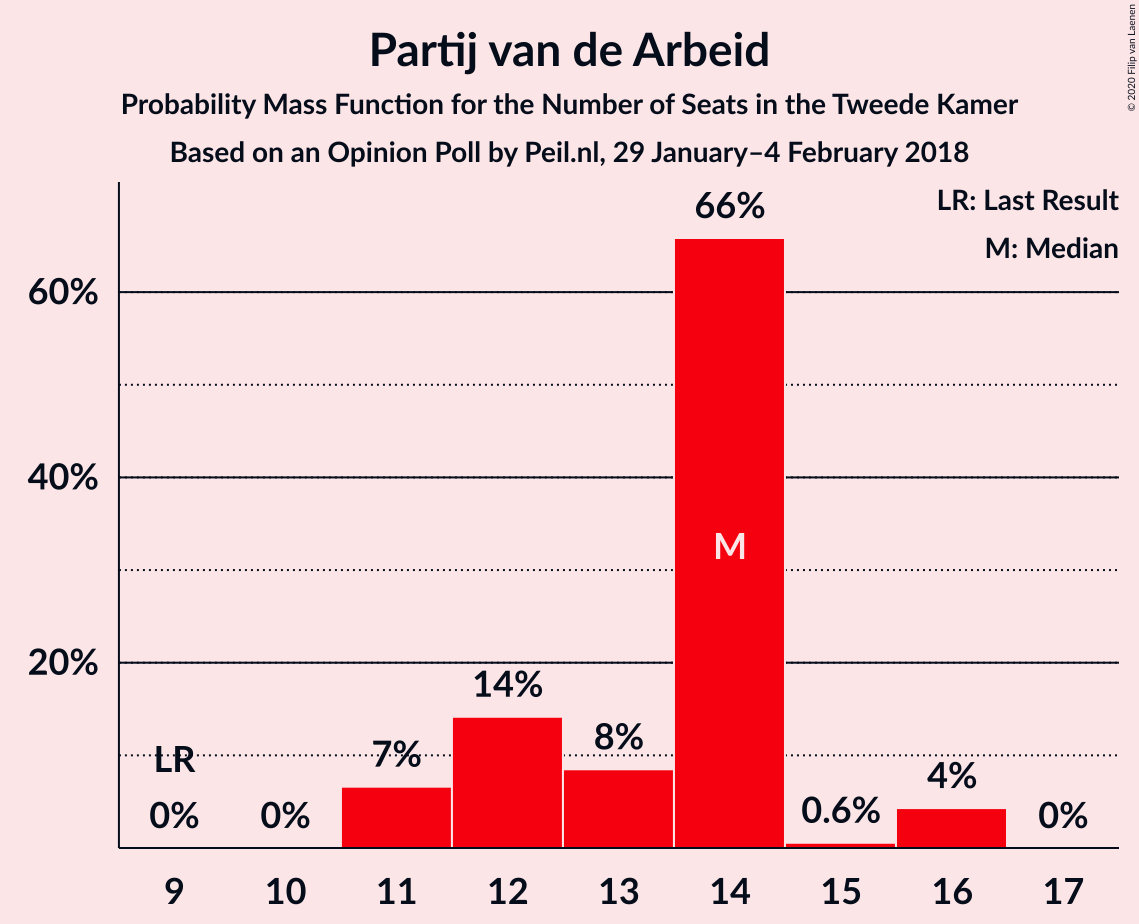 Partij van de Arbeid
Probability Mass Function for the Number of Seats in the Tweede Kamer
Based on an Opinion Poll by Peil.nl, 29 January–4 February 2018
© 2020 Filip van Laenen
LR: Last Result
M: Median
66%
60%
40%
M
20%
14%
8%
7%
LR
4%
0.6%
0%
0%
0%
9 10 11 12 13 14 15 16 17